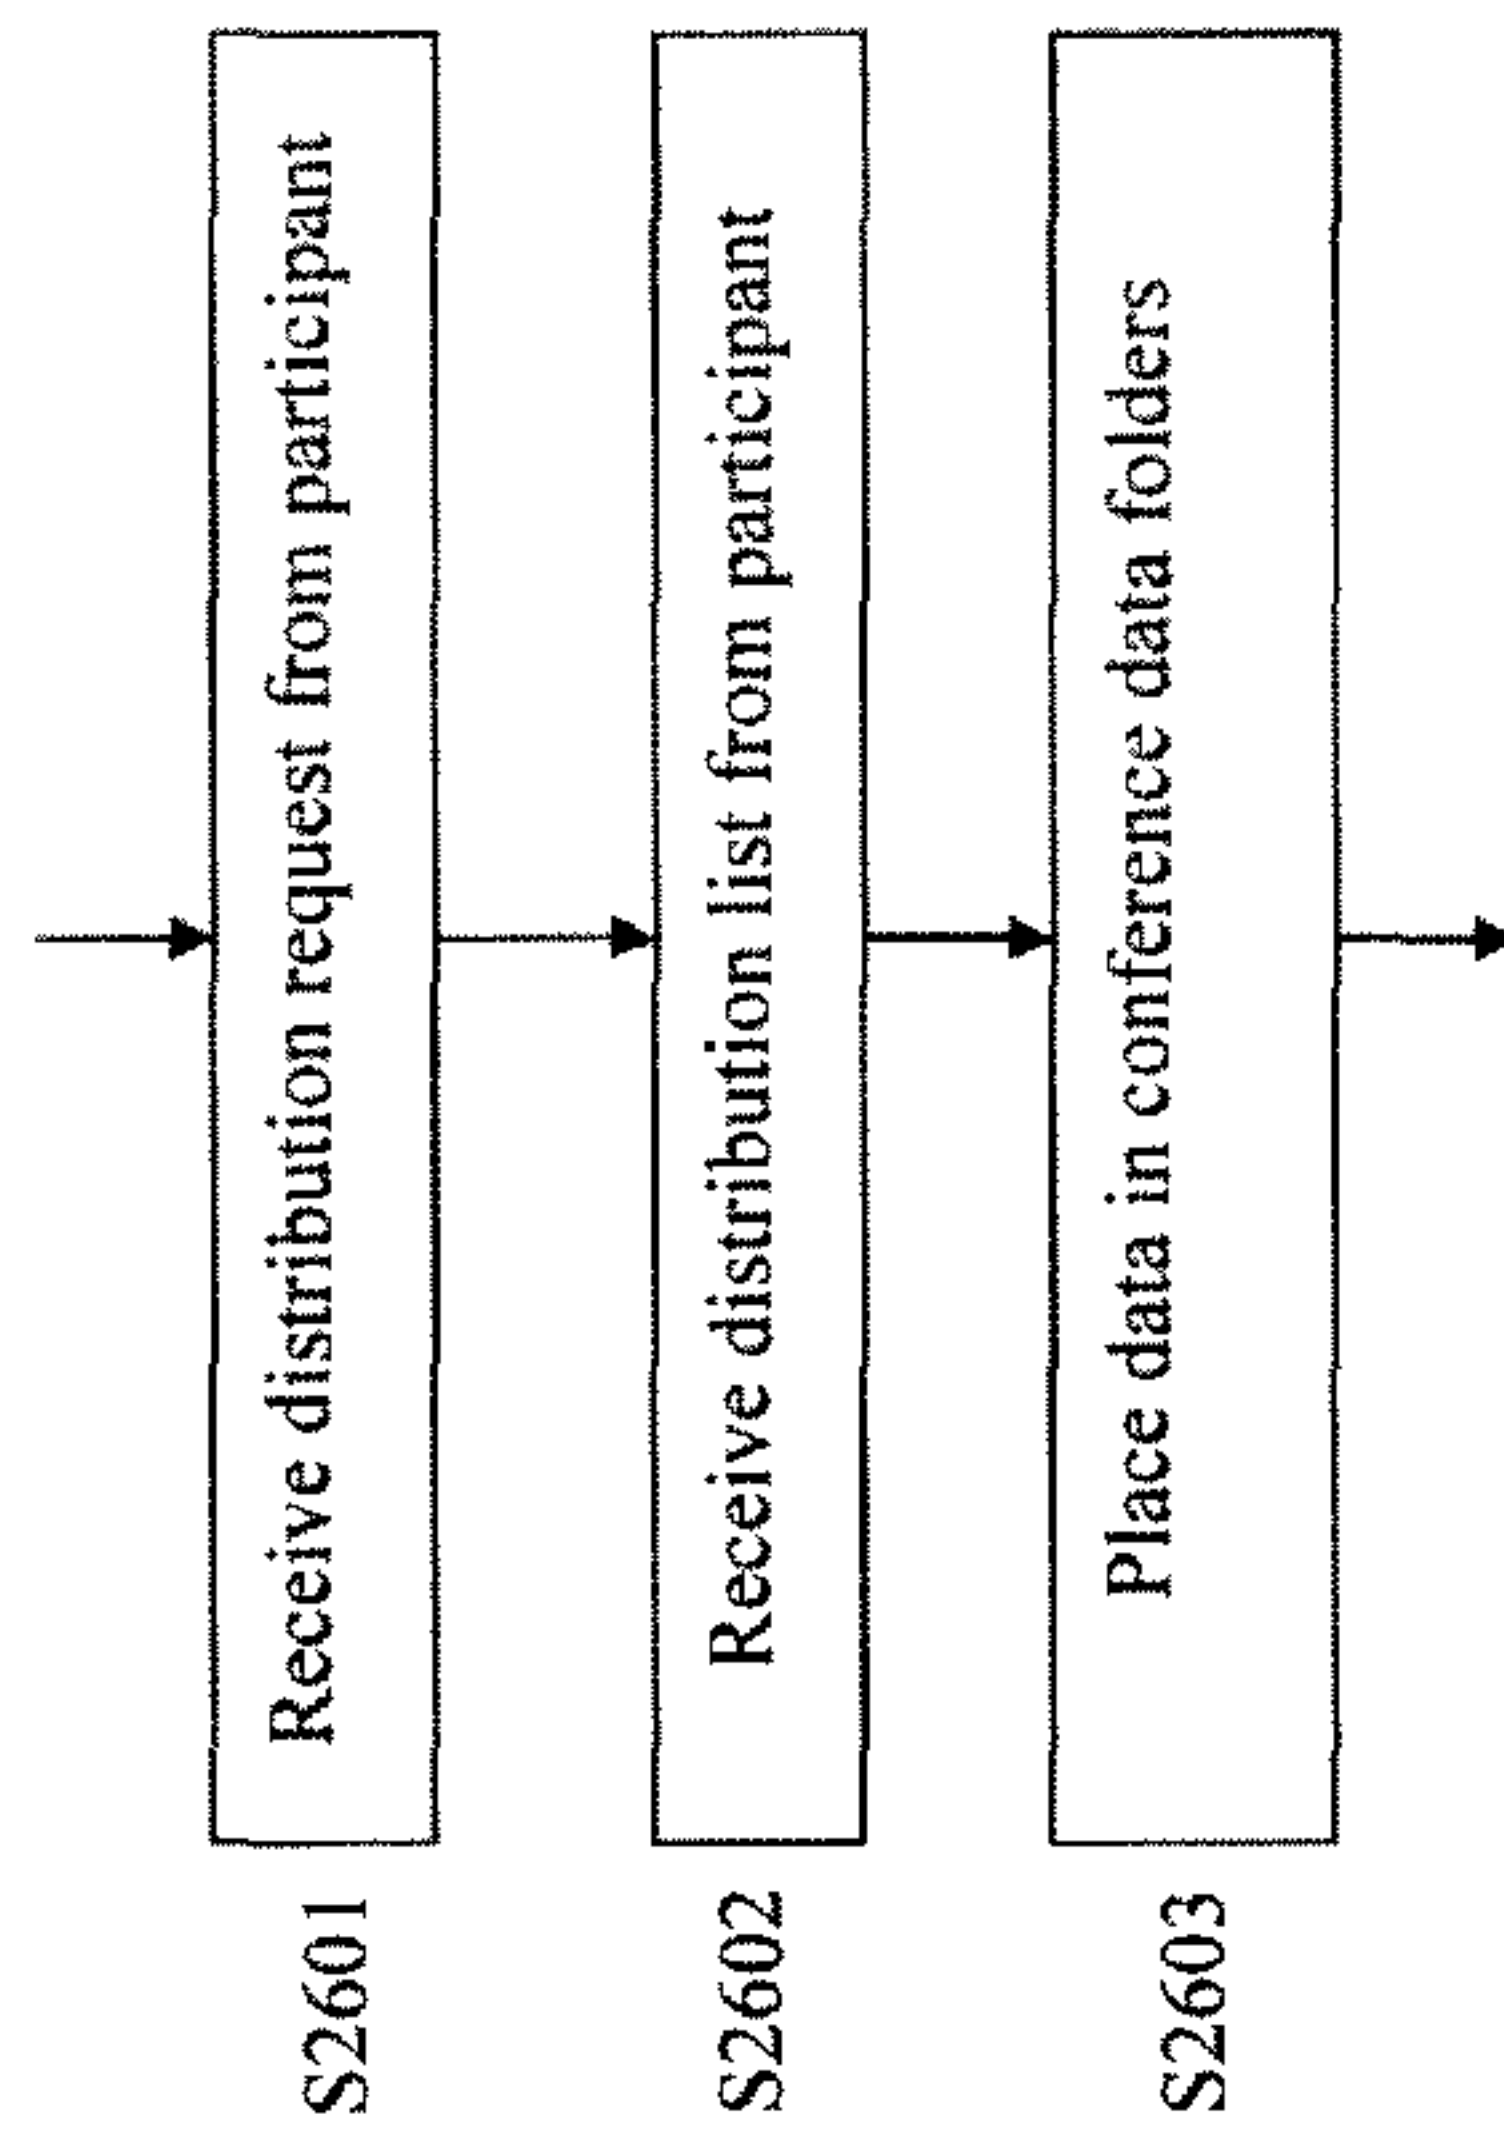 S2601 Receive distribution request from participant
S2602 Receive distribution list from participant
S2603 Place data in conference data folders